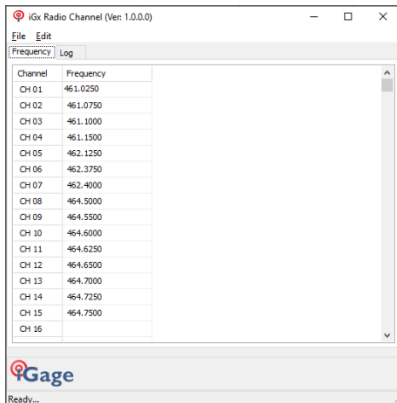 iGx Radio Channel (Ver: 1.0.0.0)
File Edit
Frequency Log
Channel Frequency
CH 01 461.0250
CH 02 461.0750
CH 03 461.1000
CH 04 461.1500
CH 05 462.1250
CH 06 462.3750
CH 07 462.4000
CH 08 464.5000
CH 09 464.5500
CH 10 464.6000
CH 11 464.6250
CH 12 464.6500
CH 13 464.7000
CH 14 464.7250
CH 15 464.7500
CH 16
iGage
Ready...